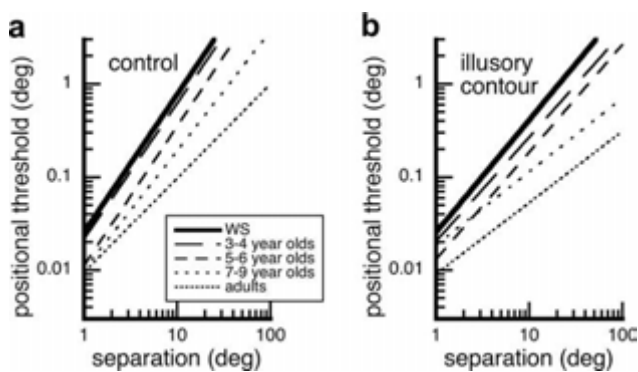 a
control
positional threshold (deg)
1
0.1
0.01
WS
3-4 year olds
5-6 year olds
7-9 year olds
adults
1
10
100
separation (deg)
b
illusory
contour
positional threshold (deg)
1
0.1
0.01
1
10
100
separation (deg)